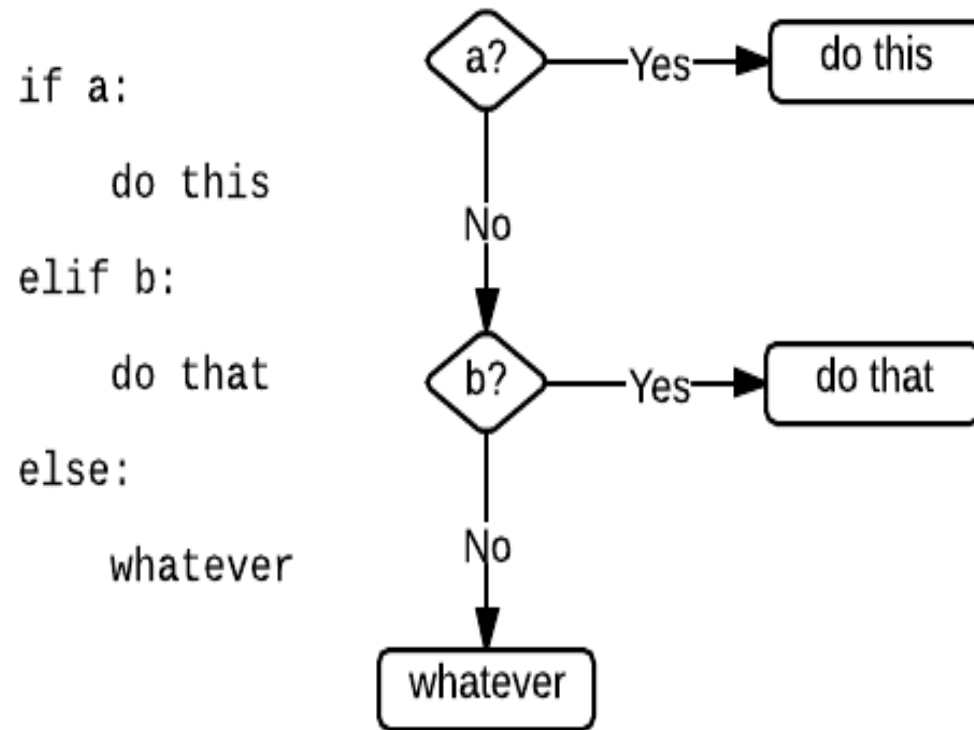 if a:
    do this
elif b:
    do that
else:
    whatever
a?
Yes
do this
No
b?
Yes
do that
No
whatever